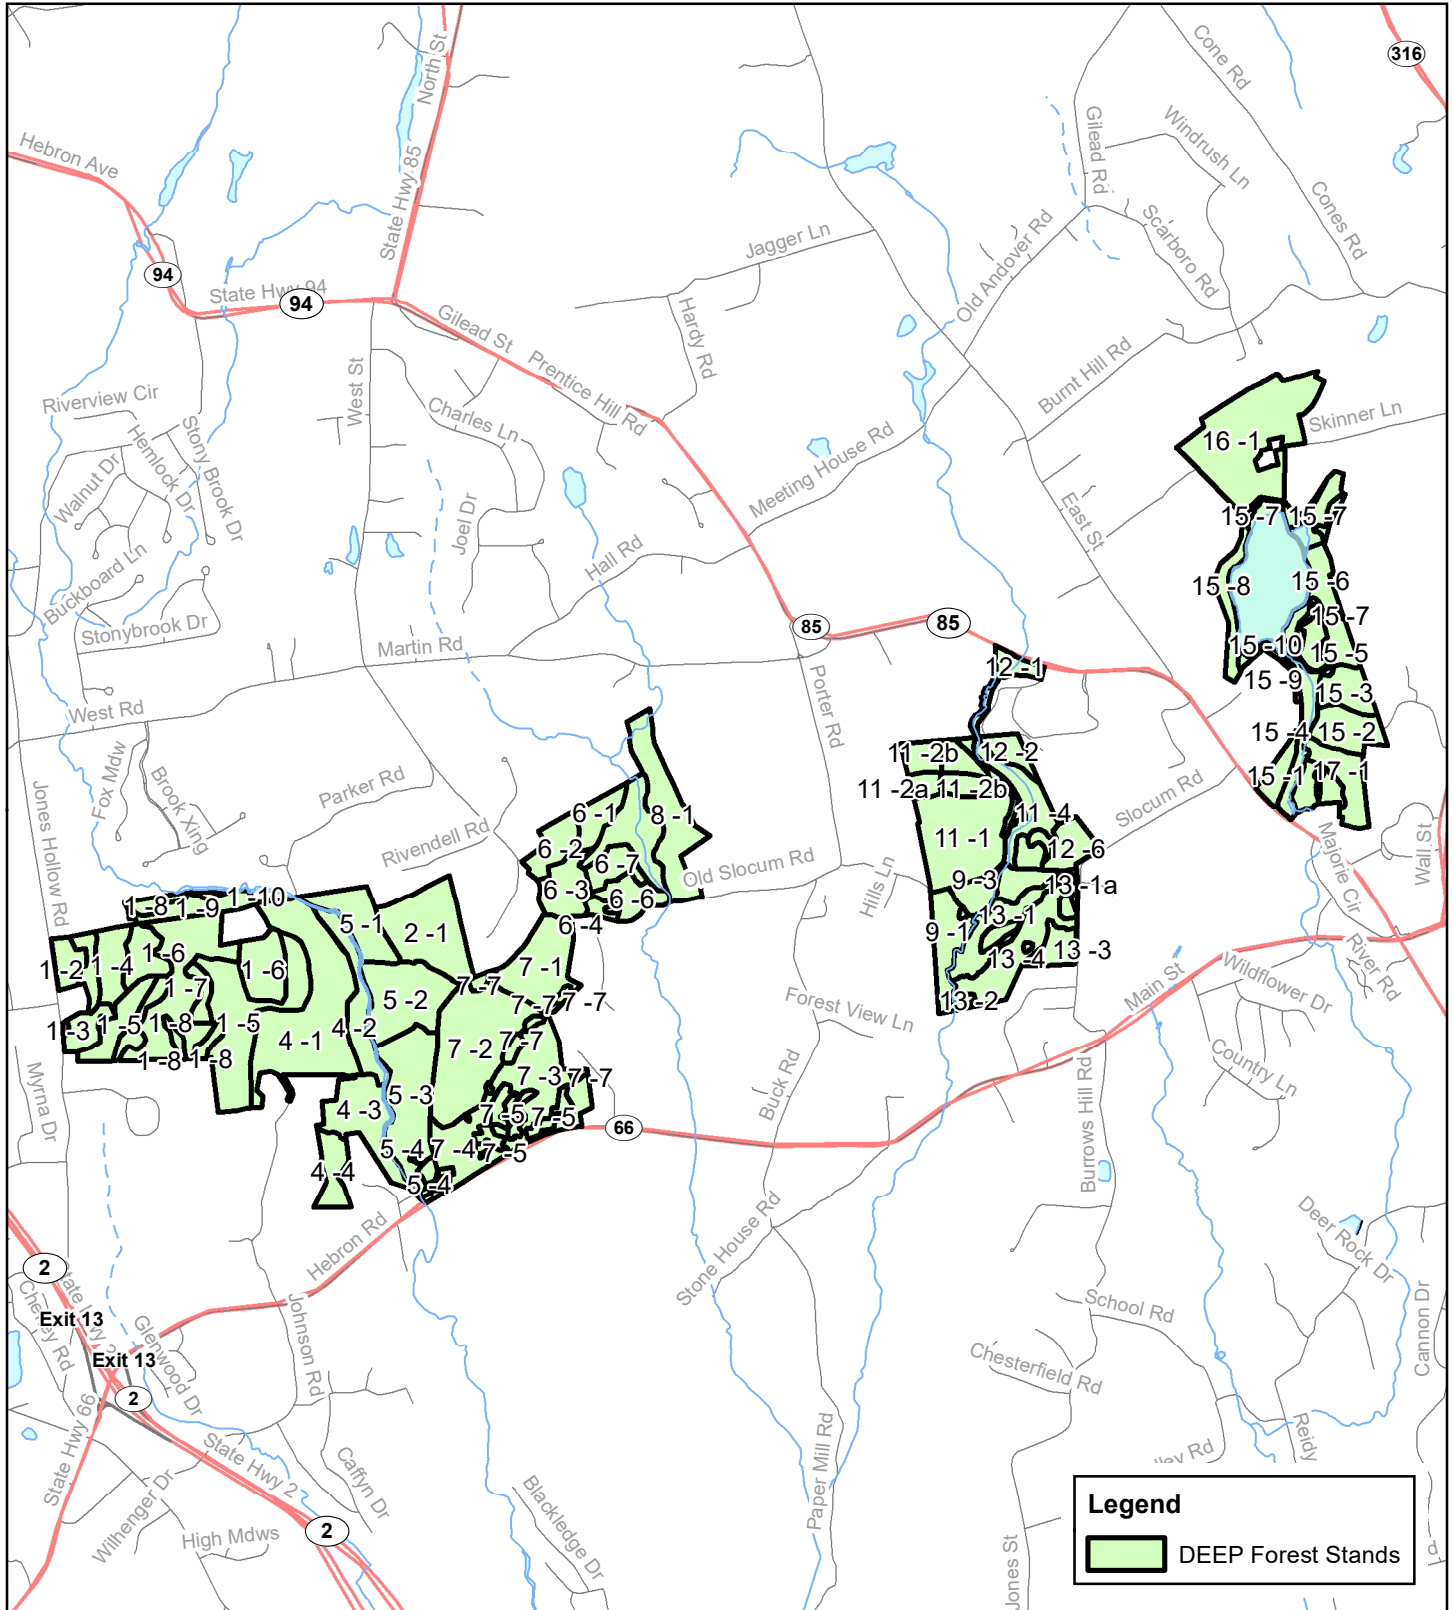 316
Cone Rd
North St
Hebron Ave
Gilead Rd
Windrush Ln
State Hwy 85
Cones Rd
Scarboro Rd
Jagger Ln
Old Andover Rd
94
State Hwy 94
94
Gilead St
Hardy Rd
Prentice Hill Rd
Burnt Hill Rd
West St
Riverview Cir
Charles Ln
Skinner Ln
16 -1
Hemlock Dr
Stony Brook Dr
Walnut Dr
Meeting House Rd
Joel Dr
East St
15 -7
15 -7
Hall Rd
Buckboard Ln
15 -8
15 -6
15 -7
Stonybrook Dr
85
85
Martin Rd
15 -10
15 -5
12 -1
15 -9
15 -3
Porter Rd
West Rd
15 -4
15 -2
11 -2b
12 -2
Fox Mdw
Brook Xing
Parker Rd
15 -1
17 -1
11 -2a
11 -2b
Slocum Rd
Jones Hollow Rd
6 -1
8 -1
11 -4
Rivendell Rd
11 -1
Marjorie Cir
Wall St
6 -2
6 -7
12 -6
Old Slocum Rd
Hills Ln
6 -3
6 -6
9 -3
13 -1a
1 -8
1 -9
1 -10
5 -1
2 -1
6 -4
13 -1
9 -1
13 -3
13 -4
River Rd
1 -2
1 -4
1 -6
1 -6
7 -1
7 -7
1 -7
5 -2
7 -7
7 -7
Forest View Ln
13 -2
Main St
Wildflower Dr
1 -3
1 -5
1 -8
1 -5
4 -1
4 -2
7 -2
7 -7
1 -8
1 -8
Country Ln
Myrna Dr
7 -3
7 -7
Buck Rd
Burrows Hill Rd
4 -3
5 -3
7 -5
7 -5
66
4 -4
5 -4
7 -4
7 -5
5 -4
Hebron Rd
Stone House Rd
Deer Rock Dr
2
State Hwy 2
Cheney Rd
Exit 13
Exit 13
Glenwood Dr
Johnson Rd
School Rd
Cannon Dr
Chesterfield Rd
2
State Hwy 66
State Hwy 2
Caffyn Dr
Wilhenger Dr
High Mdws
2
Blackledge Dr
Paper Mill Rd
Reidy
lley Rd
Jones St
Legend
DEEP Forest Stands